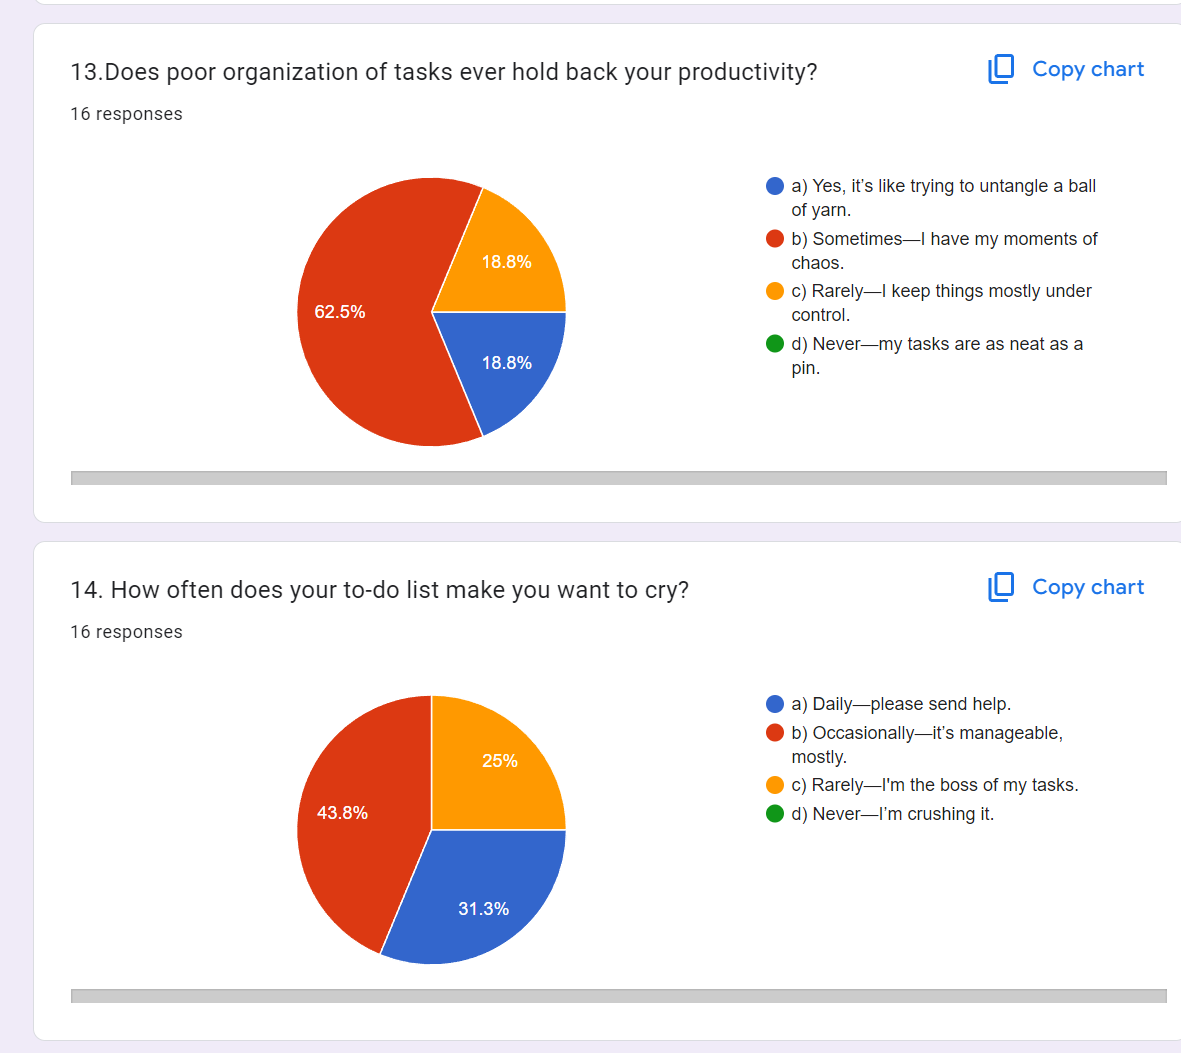 13.Does poor organization of tasks ever hold back your productivity?
Copy chart
16 responses
62.5%
18.8%
18.8%
a) Yes, it’s like trying to untangle a ball
of yarn.
b) Sometimes—I have my moments of
chaos.
c) Rarely—I keep things mostly under
control.
d) Never—my tasks are as neat as a
pin.
14. How often does your to-do list make you want to cry?
Copy chart
16 responses
25%
43.8%
31.3%
a) Daily—please send help.
b) Occasionally—it’s manageable,
mostly.
c) Rarely—I'm the boss of my tasks.
d) Never—I’m crushing it.